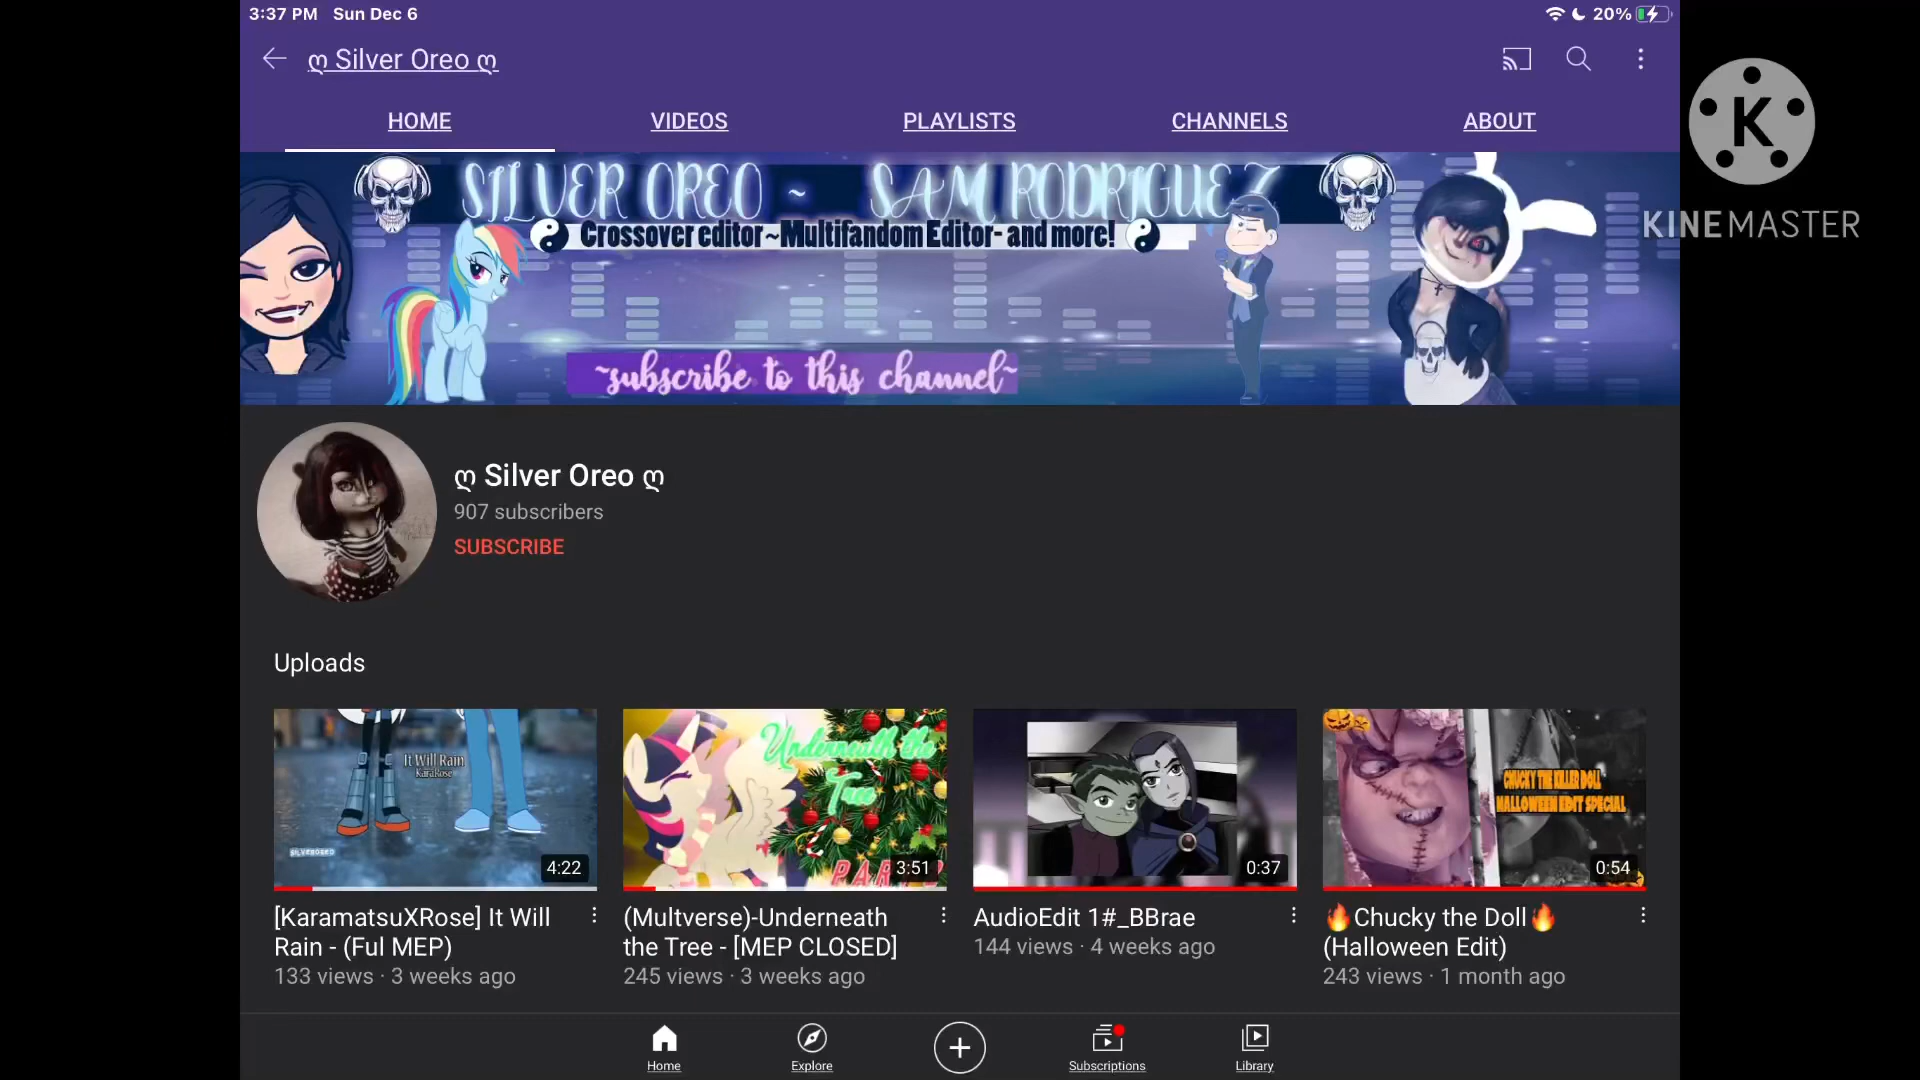 3:37 PM Sun Dec 6
20%
ღ Silver Oreo ღ
HOME VIDEOS PLAYLISTS CHANNELS ABOUT
K
KINEMASTER
SILVER OREO ~ SAM RODRIGUEZ
Crossover editor~Multifandom Editor- and more!
~subscribe to this channel~
ღ Silver Oreo ღ
907 subscribers
SUBSCRIBE
Uploads
It Will Rain
KaraRose
SILVEROREO
4:22
Underneath the
Tree
PAR
3:51
0:37
CHUCKY THE KILLER DOLL
HALLOWEEN EDIT SPECIAL
0:54
[KaramatsuXRose] It Will
Rain - (Ful MEP)
133 views · 3 weeks ago
(Multverse)-Underneath
the Tree - [MEP CLOSED]
245 views · 3 weeks ago
AudioEdit 1#_BBrae
144 views · 4 weeks ago
🔥Chucky the Doll🔥
(Halloween Edit)
243 views · 1 month ago
Home Explore Subscriptions Library